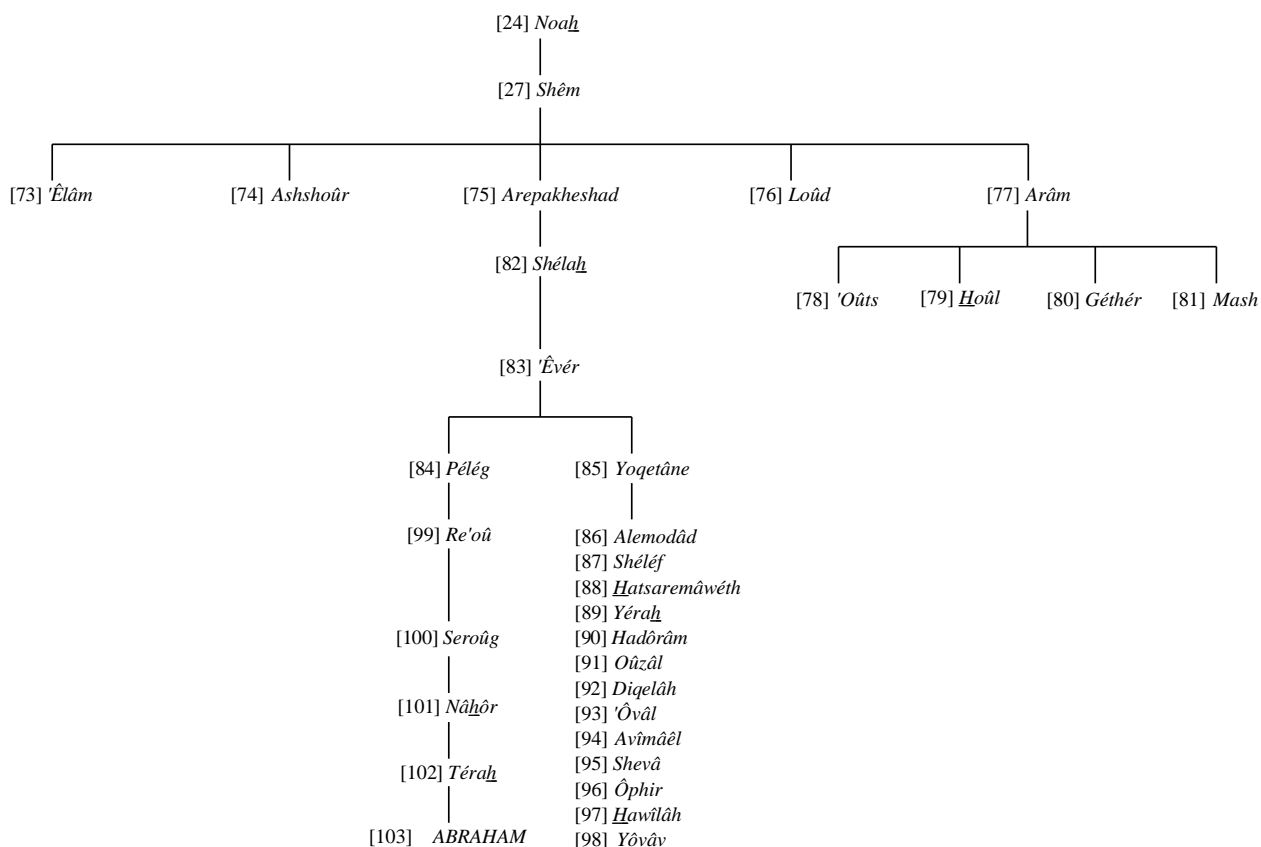 [24] Noah
[27] Shêm
[73] 'Êlâm
[74] Ashshoûr
[75] Arepakheshad
[76] Loûd
[77] Arâm
[82] Shélah
[78] 'Oûts
[79] Hoûl
[80] Géthér
[81] Mash
[83] 'Êvér
[84] Pélég
[85] Yoqetâne
[99] Re'oû
[86] Alemodâd
[87] Shéléf
[88] Hatsaremâwéth
[89] Yérah
[100] Seroûg
[90] Hadôrâm
[91] Oûzâl
[92] Diqelâh
[101] Nâhôr
[93] 'Ôvâl
[94] Avîmâêl
[102] Térah
[95] Shevâ
[96] Ôphir
[97] Hawîlâh
[103] ABRAHAM
[98] Yôvâv